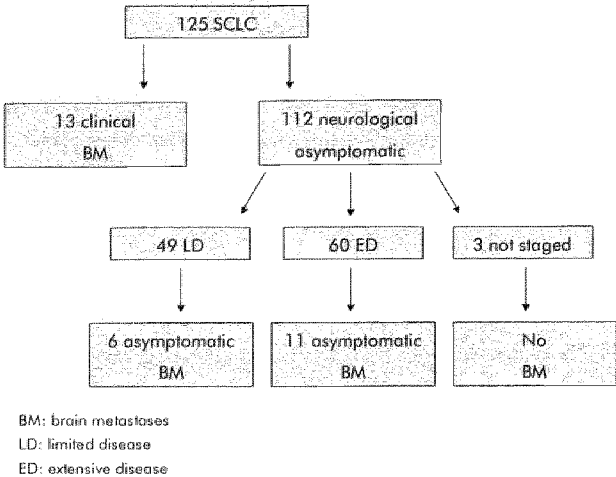 125 SCLC
13 clinical
BM
112 neurological
asymptomatic
49 LD
60 ED
3 not staged
6 asymptomatic
BM
11 asymptomatic
BM
No
BM
BM: brain metastases
LD: limited disease
ED: extensive disease